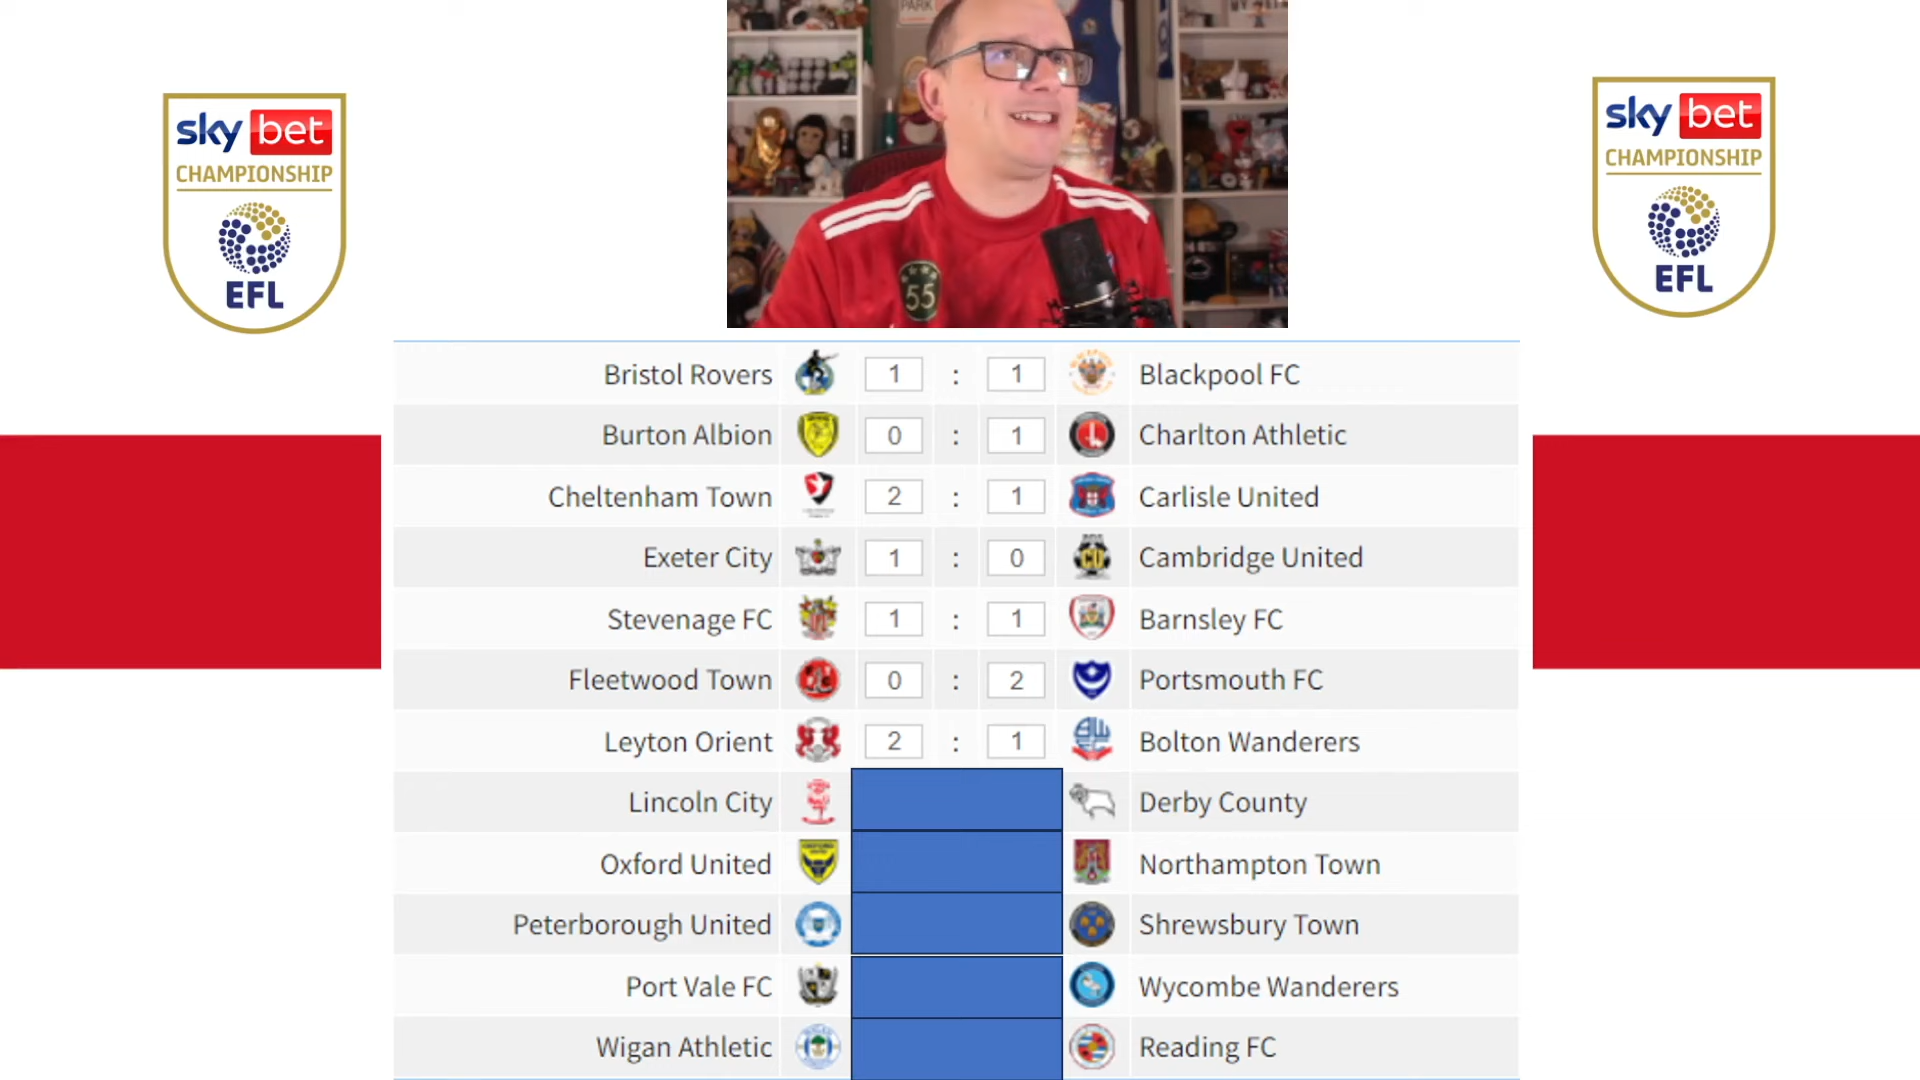 PARK
sky bet
CHAMPIONSHIP
EFL
sky bet
CHAMPIONSHIP
EFL
55
Bristol Rovers 1 : 1 Blackpool FC
Burton Albion 0 : 1 Charlton Athletic
Cheltenham Town 2 : 1 Carlisle United
Exeter City 1 : 0 Cambridge United
Stevenage FC 1 : 1 Barnsley FC
Fleetwood Town 0 : 2 Portsmouth FC
Leyton Orient 2 : 1 Bolton Wanderers
Lincoln City Derby County
Oxford United Northampton Town
Peterborough United Shrewsbury Town
Port Vale FC Wycombe Wanderers
Wigan Athletic Reading FC